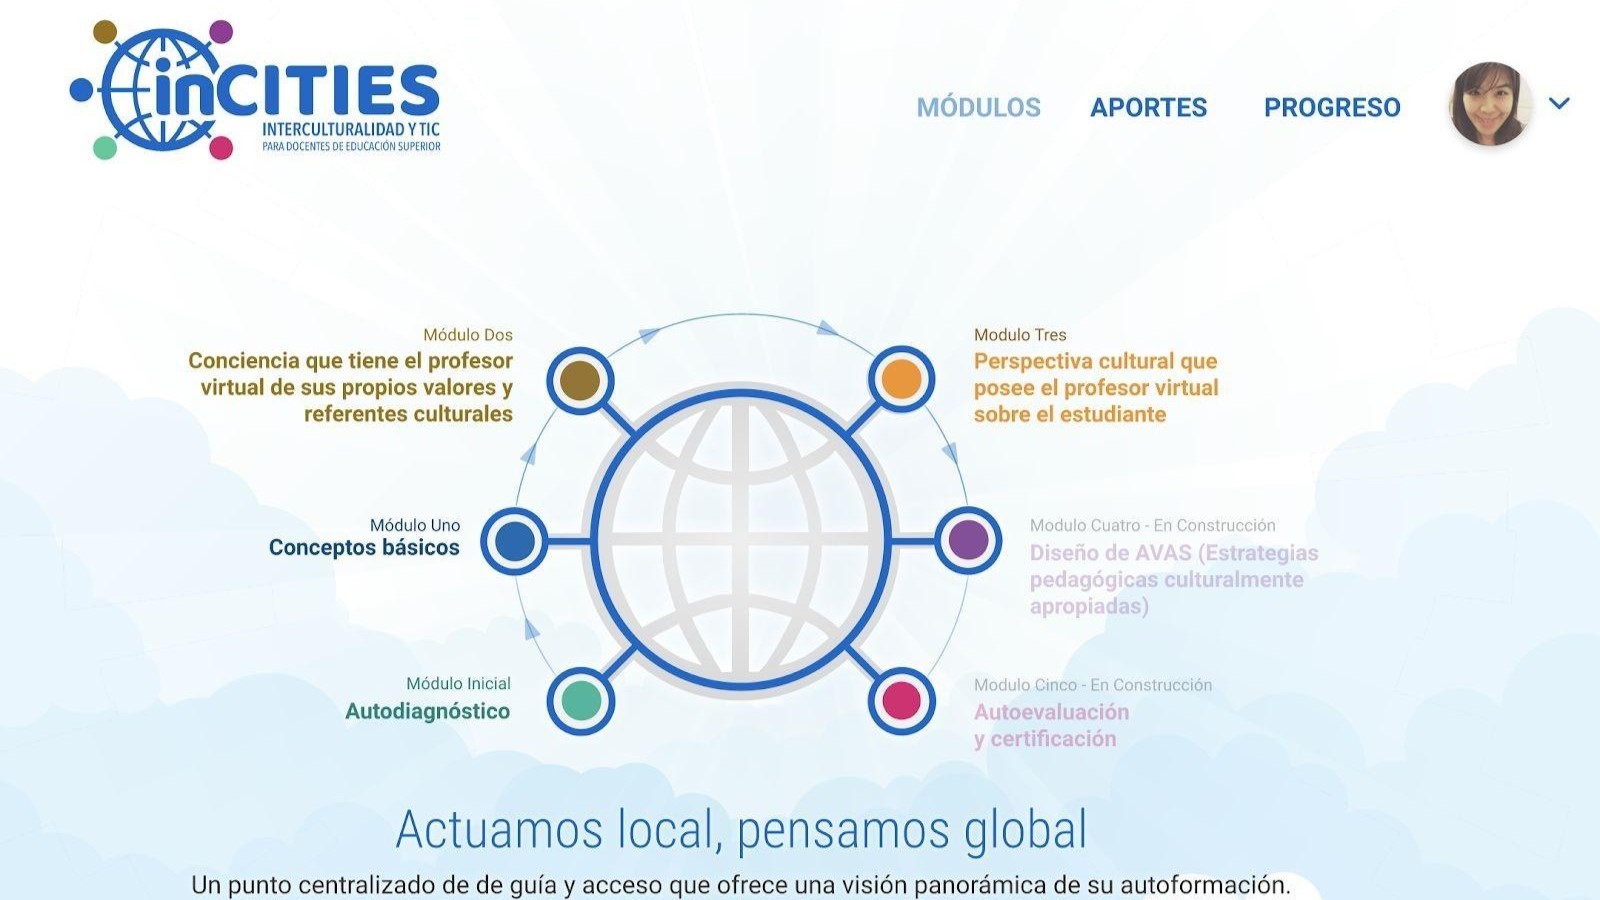 inCITIES
INTERCULTURALIDAD Y TIC
PARA DOCENTES DE EDUCACIÓN SUPERIOR
MÓDULOS
APORTES
PROGRESO
Módulo Dos
Conciencia que tiene el profesor
virtual de sus propios valores y
referentes culturales
Modulo Tres
Perspectiva cultural que
posee el profesor virtual
sobre el estudiante
Módulo Uno
Conceptos básicos
Modulo Cuatro - En Construcción
Diseño de AVAS (Estrategias
pedagógicas culturalmente
apropiadas)
Módulo Inicial
Autodiagnóstico
Modulo Cinco - En Construcción
Autoevaluación
y certificación
Actuamos local, pensamos global
Un punto centralizado de de guía y acceso que ofrece una visión panorámica de su autoformación.